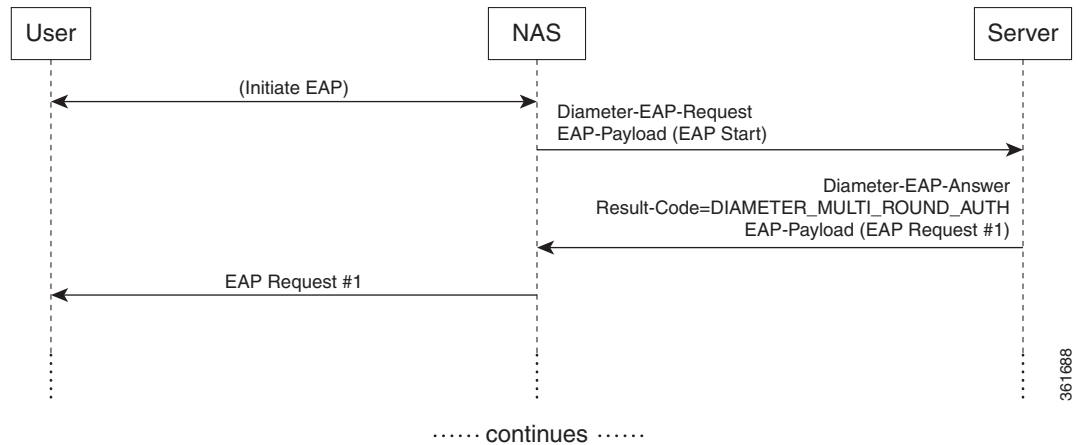 User
NAS
Server
(Initiate EAP)
Diameter-EAP-Request
EAP-Payload (EAP Start)
Diameter-EAP-Answer
Result-Code=DIAMETER_MULTI_ROUND_AUTH
EAP-Payload (EAP Request #1)
EAP Request #1
361688
...... continues ......